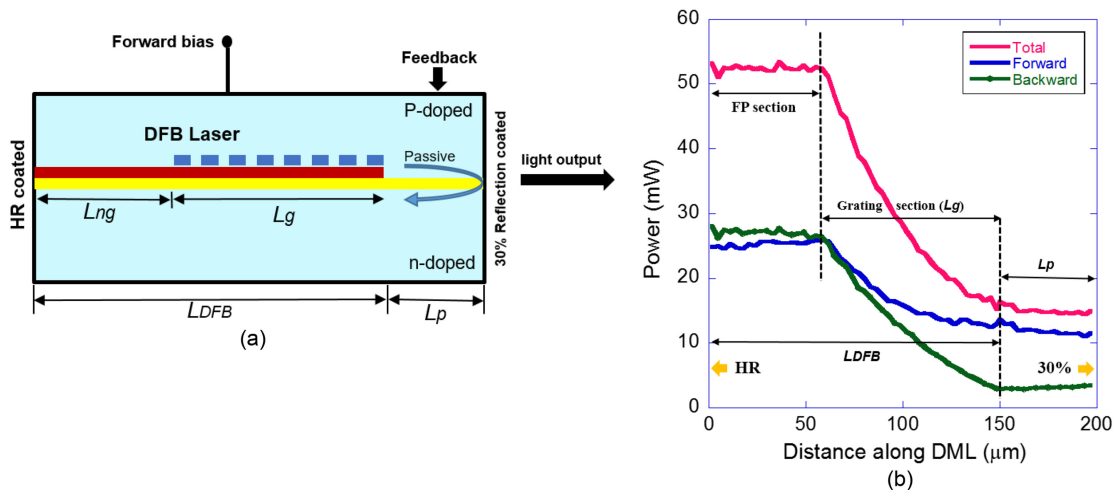 Forward bias
Feedback
P-doped
DFB Laser
Passive
HR coated
Lng
Lg
n-doped
30% Reflection coated
LDFB
Lp
light output
(a)
60
50
40
30
20
10
0
Power (mW)
Total
Forward
Backward
FP section
Grating section (Lg)
Lp
LDFB
HR
30%
0
50
100
150
200
Distance along DML (μm)
(b)